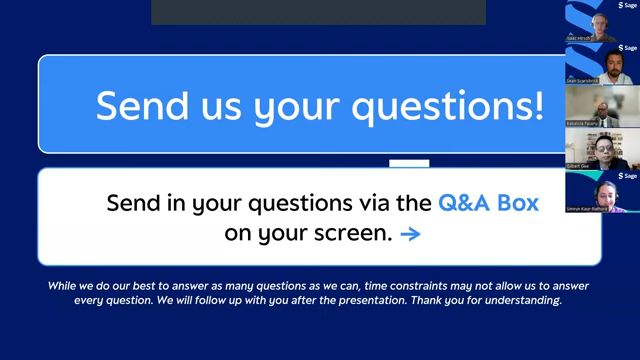 Send us your questions!
Send in your questions via the Q&A Box
on your screen. →
While we do our best to answer as many questions as we can, time constraints may not allow us to answer
every question. We will follow up with you after the presentation. Thank you for understanding.
Sage
Sage
Sage